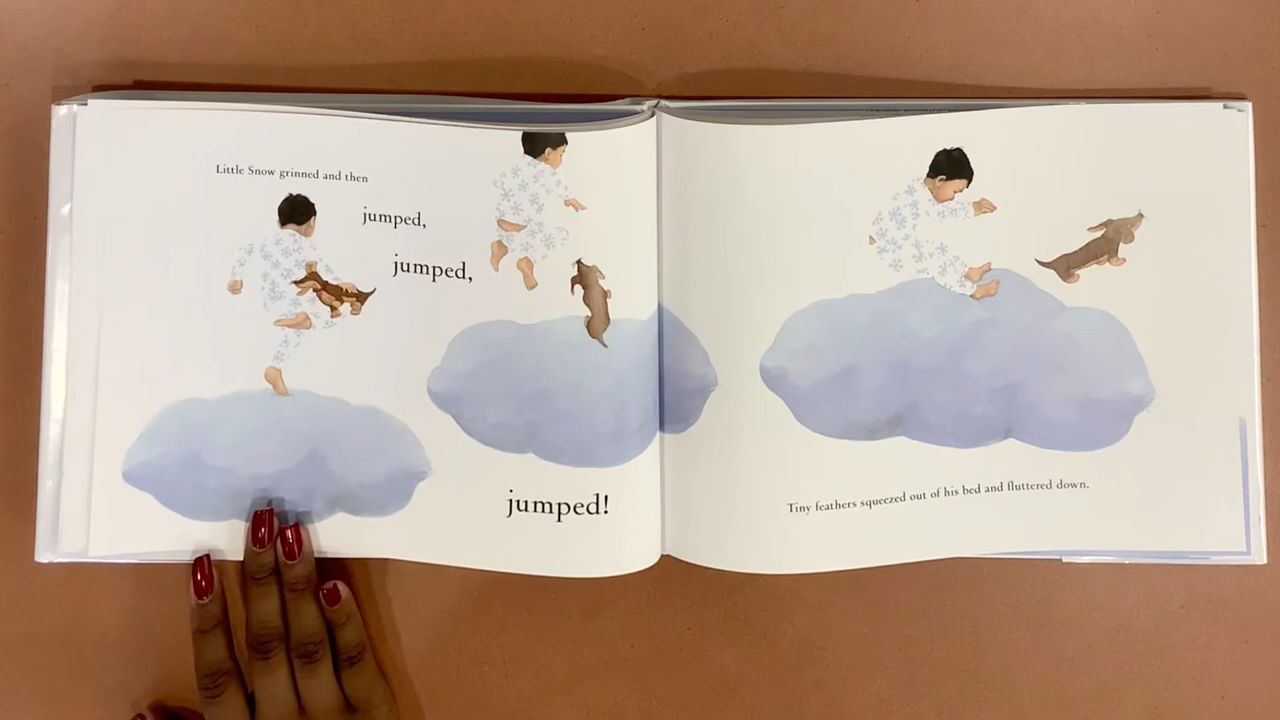 Little Snow grinned and then
jumped,
jumped,
jumped!
Tiny feathers squeezed out of his bed and fluttered down.